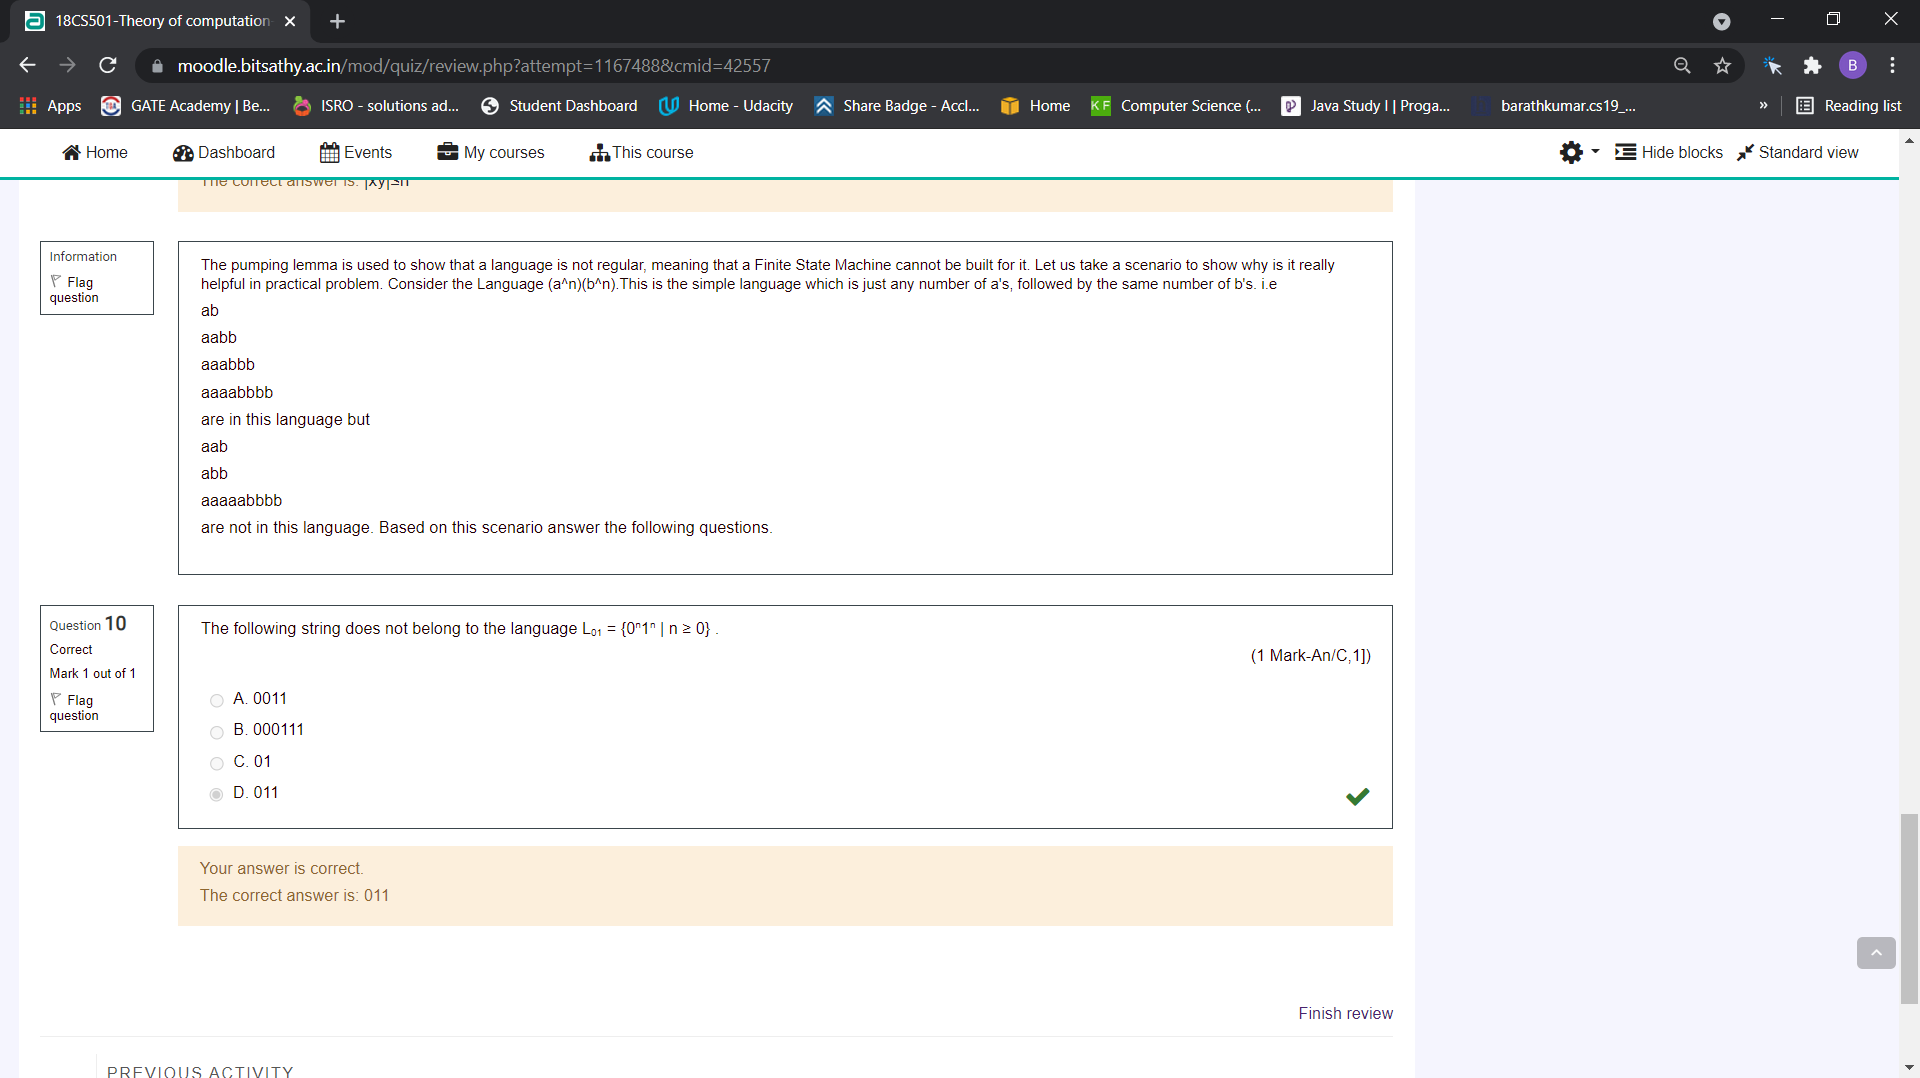 18CS501-Theory of computation
moodle.bitsathy.ac.in/mod/quiz/review.php?attempt=1167488&cmid=42557
B
Apps
GATE Academy | Be...
ISRO - solutions ad...
Student Dashboard
Home - Udacity
Share Badge - Accl...
Home
KF
Computer Science (...
Java Study I | Proga...
barathkumar.cs19_...
»
Reading list
Home
Dashboard
Events
My courses
This course
Hide blocks
Standard view
The correct answer is: |xy|≤n
Information
Flag
question
The pumping lemma is used to show that a language is not regular, meaning that a Finite State Machine cannot be built for it. Let us take a scenario to show why is it really
helpful in practical problem. Consider the Language (a^n)(b^n).This is the simple language which is just any number of a's, followed by the same number of b's. i.e
ab
aabb
aaabbb
aaaabbbb
are in this language but
aab
abb
aaaaabbbb
are not in this language. Based on this scenario answer the following questions.
Question 10
Correct
Mark 1 out of 1
Flag
question
The following string does not belong to the language L₀₁ = {0ⁿ1ⁿ | n ≥ 0} .
(1 Mark-An/C,1])
A. 0011
B. 000111
C. 01
D. 011
Your answer is correct.
The correct answer is: 011
Finish review
PREVIOUS ACTIVITY